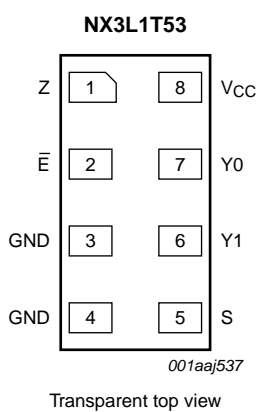 NX3L1T53
Z 1 8 VCC
E̅ 2 7 Y0
GND 3 6 Y1
GND 4 5 S
001aaj537
Transparent top view